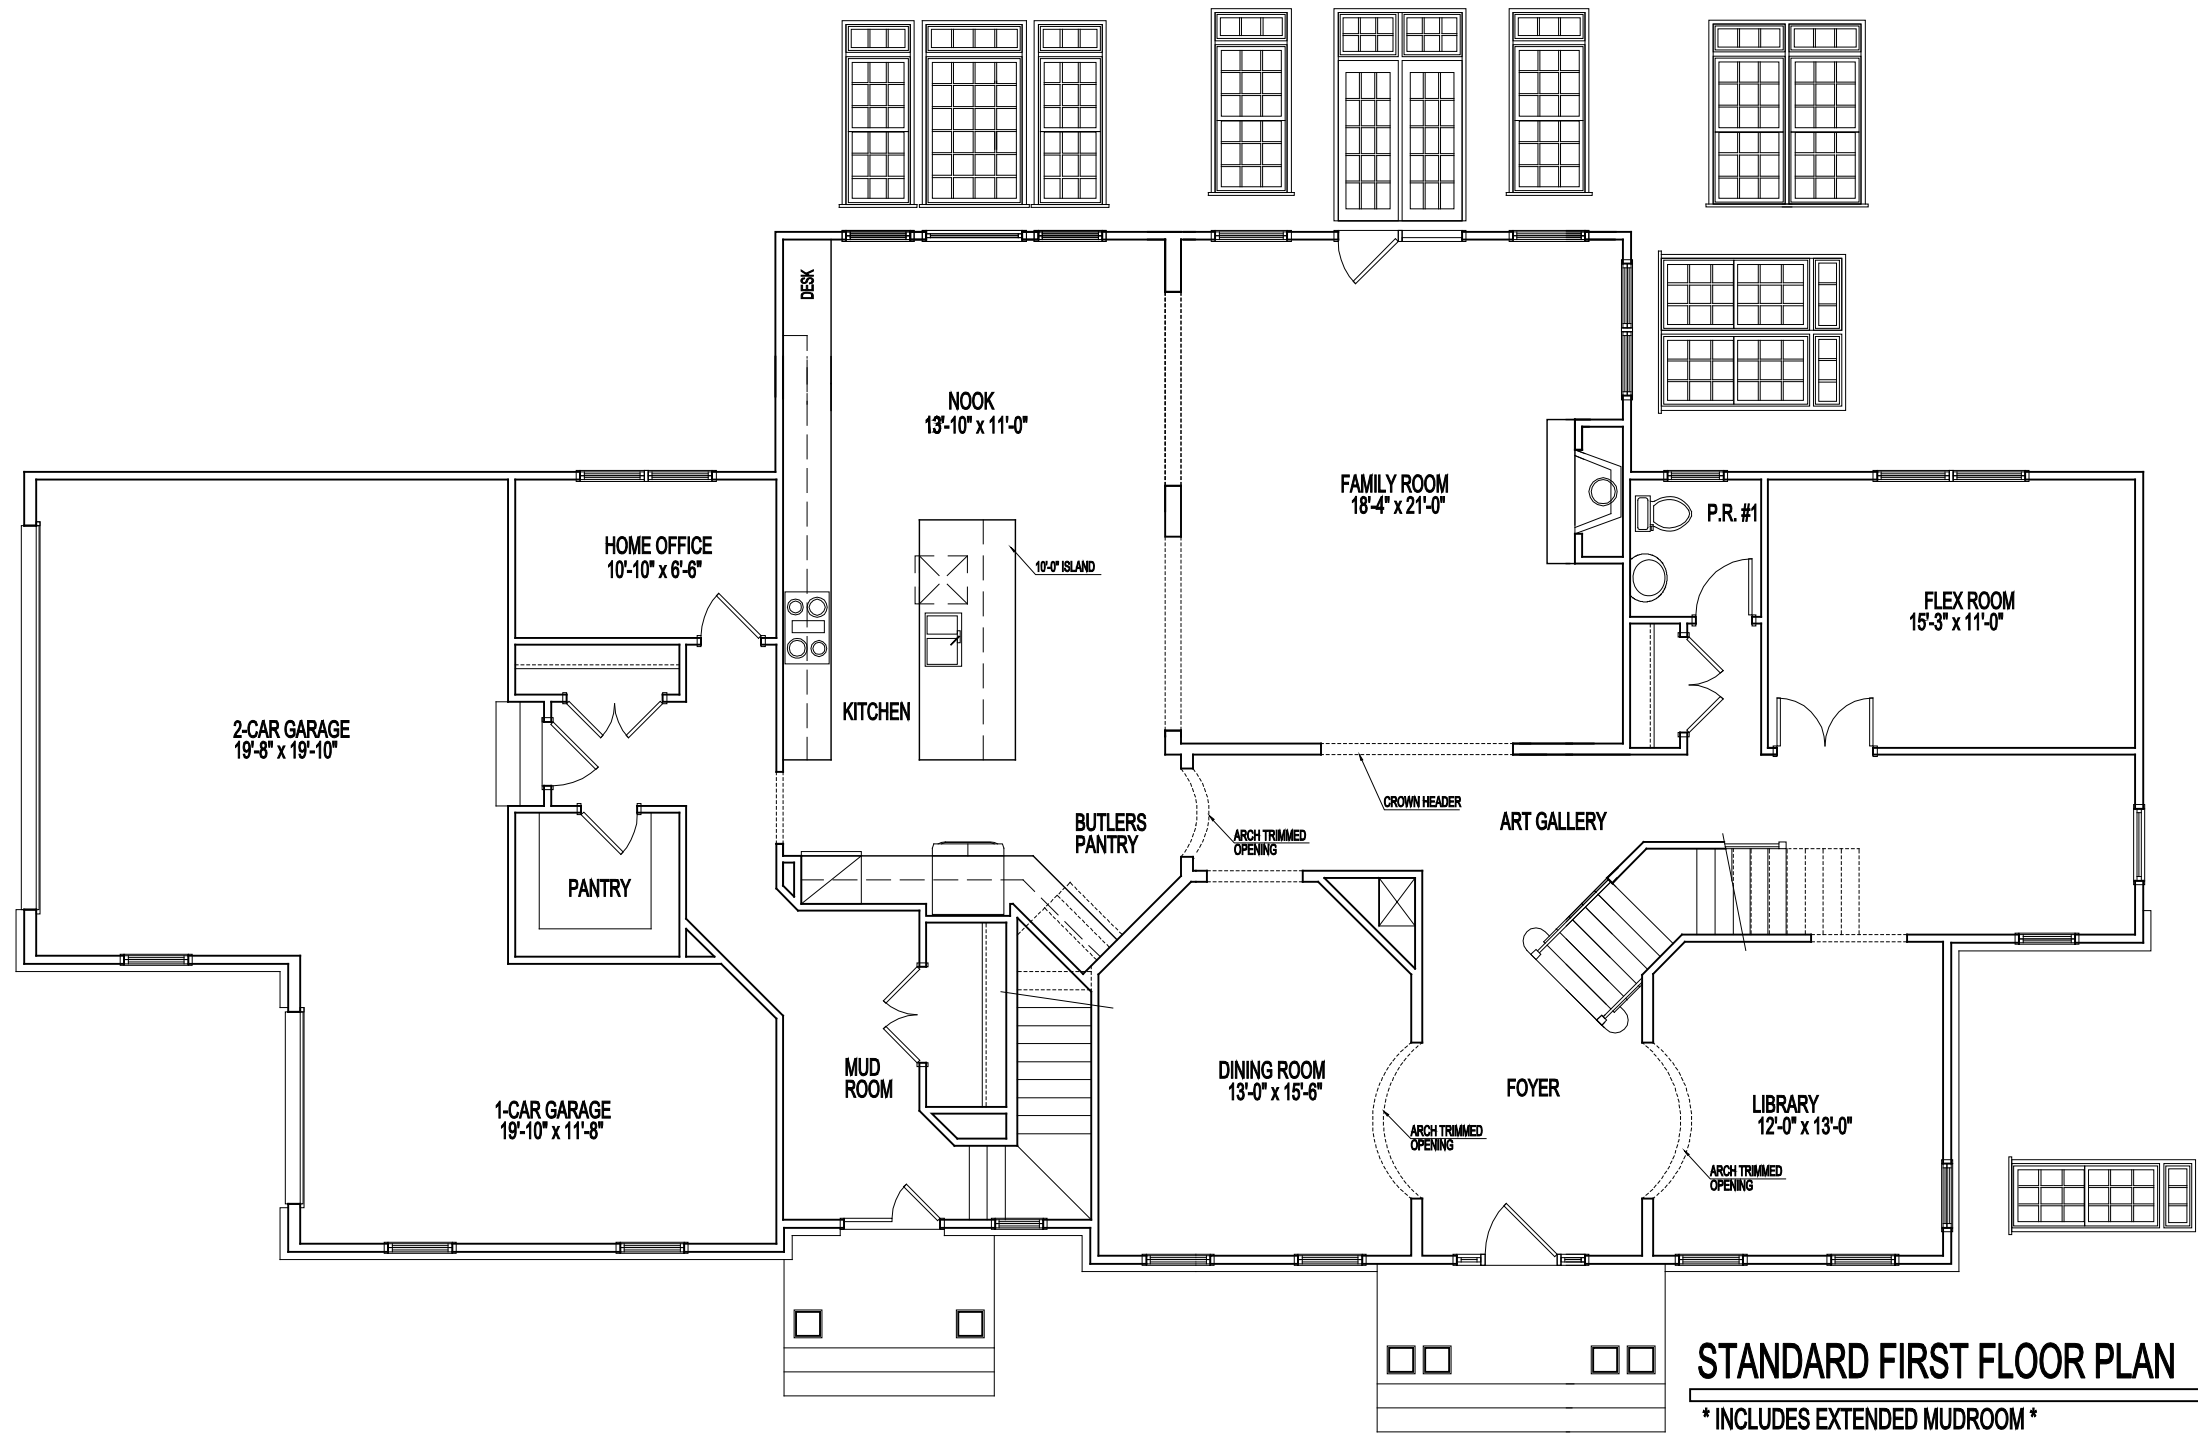 DESK
NOOK
13'-10" x 11'-0"
FAMILY ROOM
18'-4" x 21'-0"
P.R. #1
HOME OFFICE
10'-10" x 6'-6"
10'-0" ISLAND
FLEX ROOM
15'-3" x 11'-0"
KITCHEN
2-CAR GARAGE
19'-8" x 19'-10"
CROWN HEADER
BUTLERS
PANTRY
ART GALLERY
ARCH TRIMMED
OPENING
PANTRY
MUD
ROOM
DINING ROOM
13'-0" x 15'-6"
FOYER
LIBRARY
12'-0" x 13'-0"
1-CAR GARAGE
19'-10" x 11'-8"
ARCH TRIMMED
OPENING
ARCH TRIMMED
OPENING
STANDARD FIRST FLOOR PLAN
* INCLUDES EXTENDED MUDROOM *